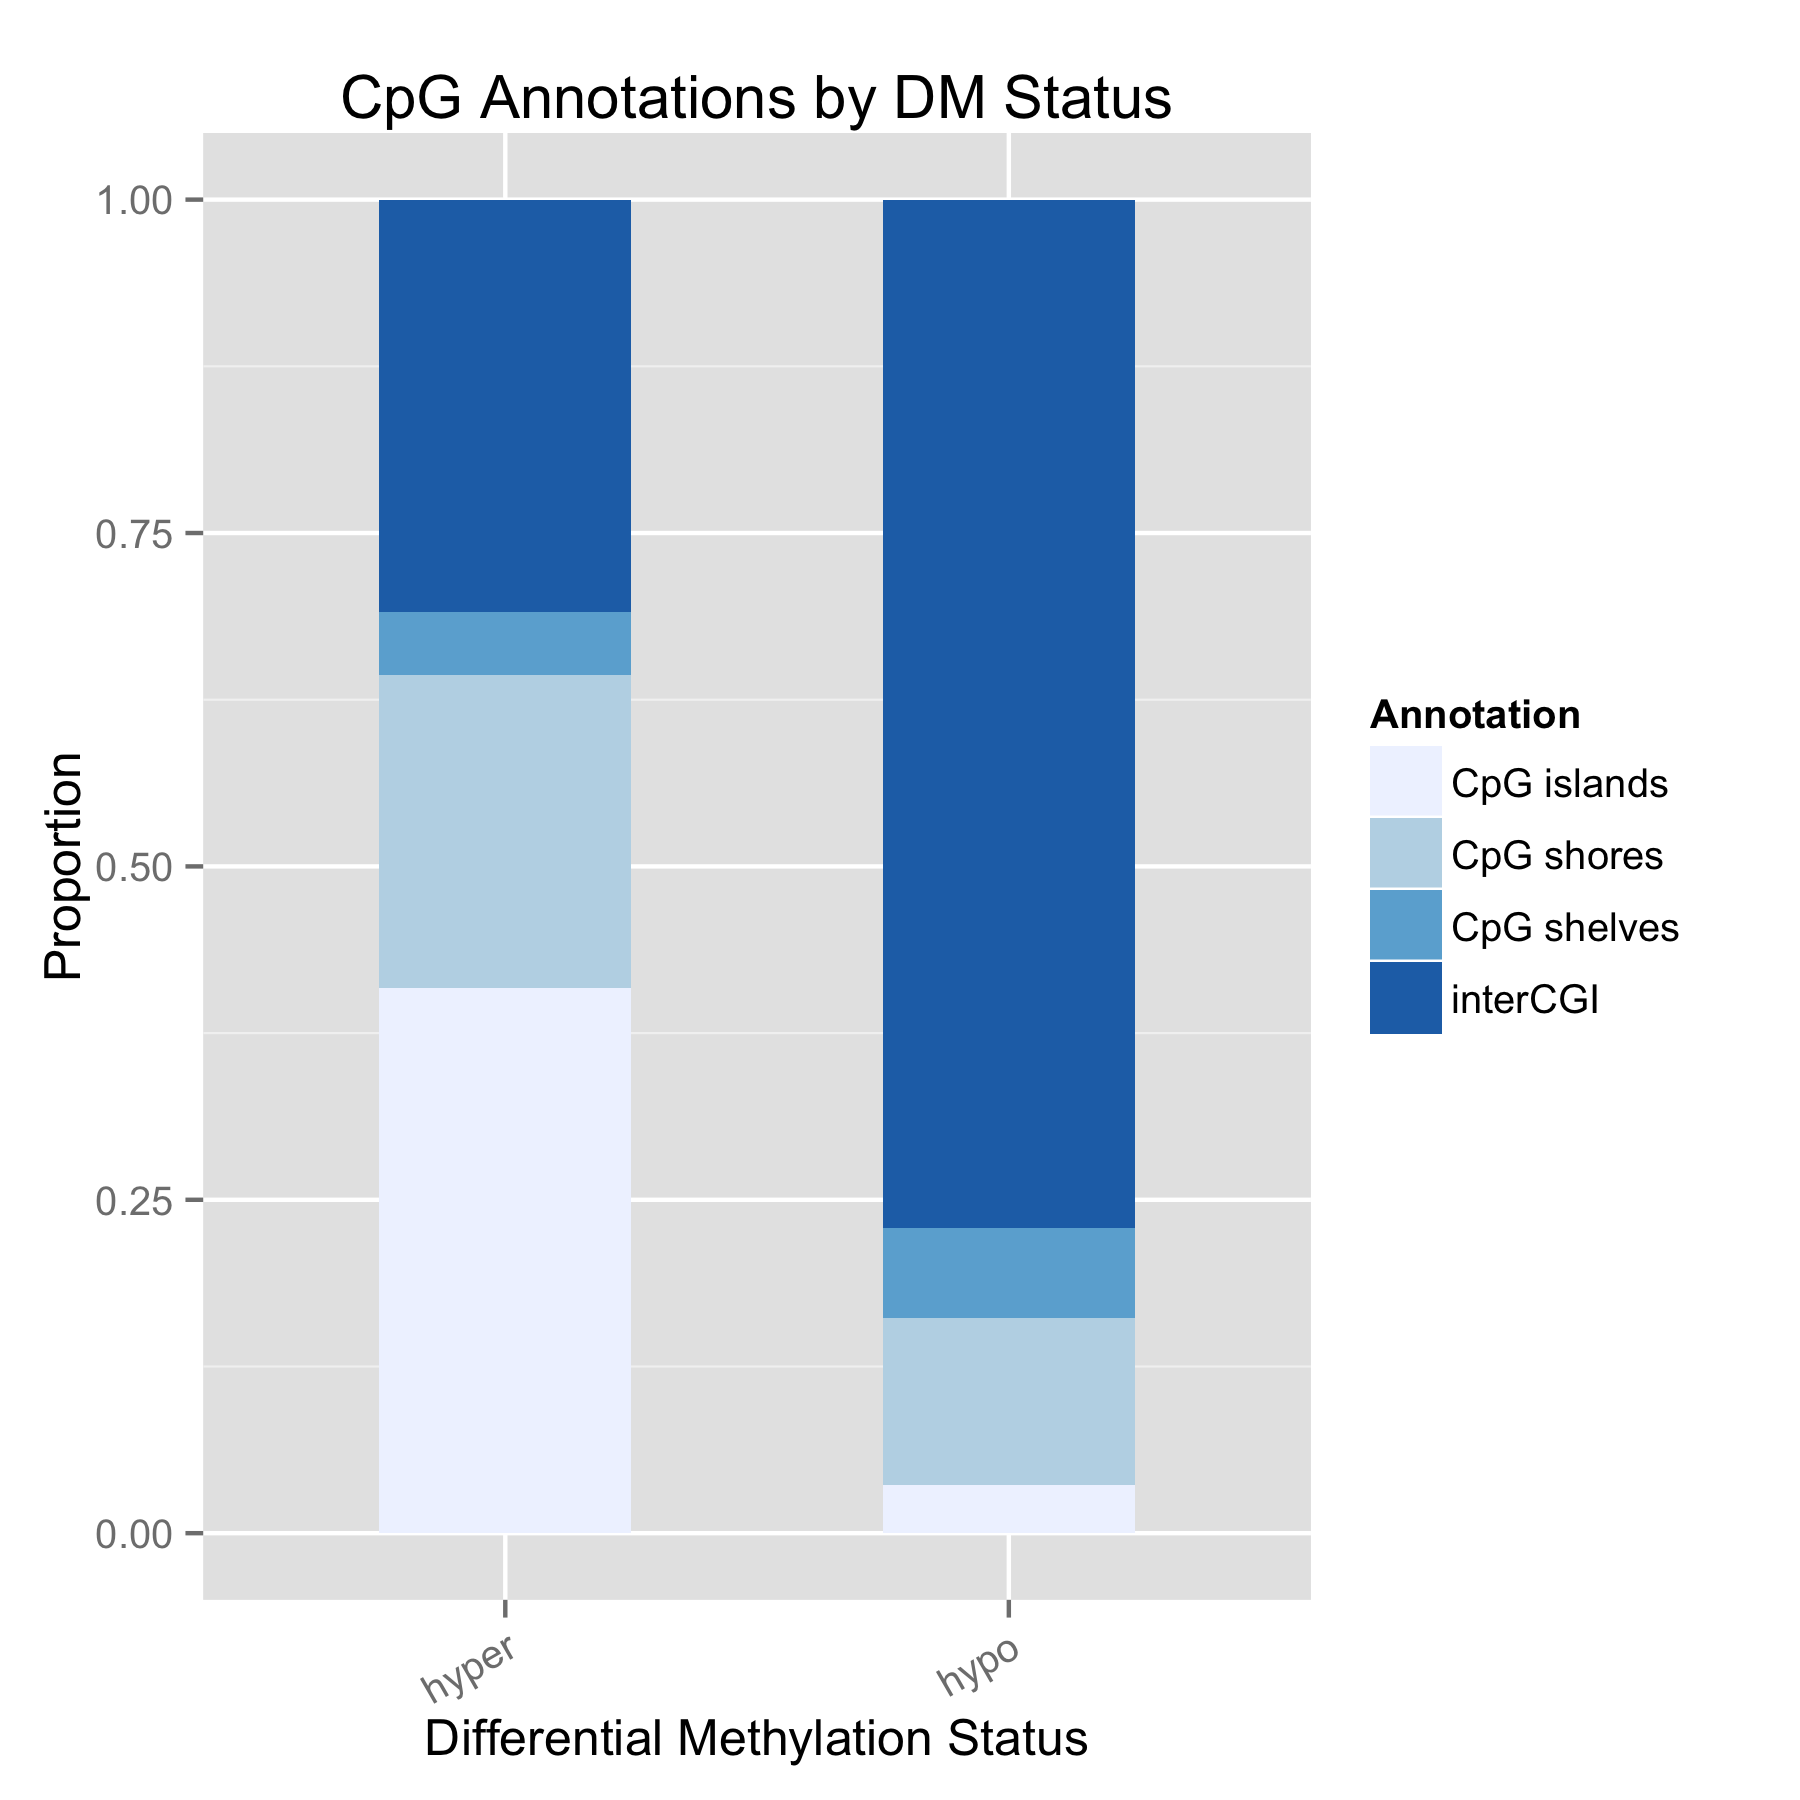 CpG Annotations by DM Status
1.00
0.75
0.50
0.25
0.00
Proportion
hyper
hypo
Differential Methylation Status
Annotation
CpG islands
CpG shores
CpG shelves
interCGI